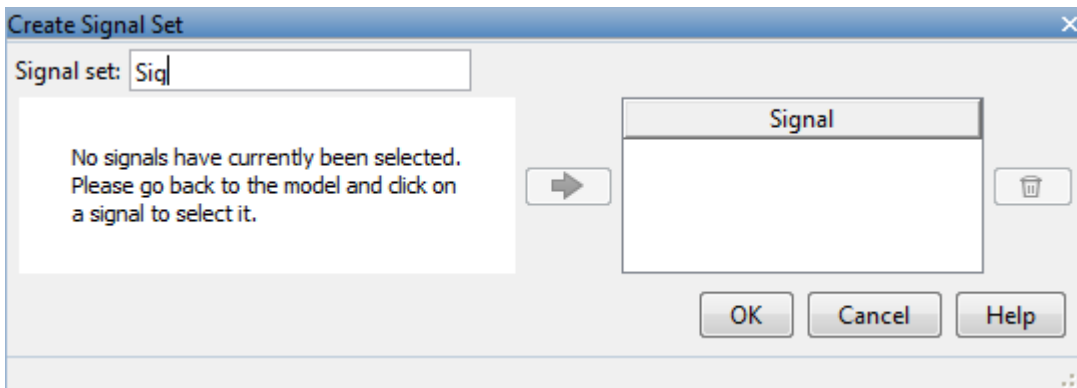 Create Signal Set
Signal set: Sig
No signals have currently been selected.
Please go back to the model and click on
a signal to select it.
Signal
OK Cancel Help